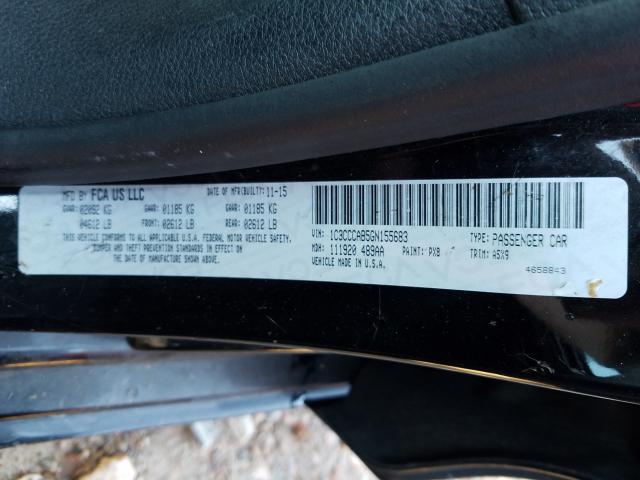 MFD BY FCA US LLC DATE OF MFR(BUILT): 11-15
GVWR: 02092 KG GAWR: 01185 KG GAWR: 01185 KG
04612 LB FRONT: 02612 LB REAR: 02612 LB
THIS VEHICLE CONFORMS TO ALL APPLICABLE U.S.A. FEDERAL MOTOR VEHICLE SAFETY,
BUMPER AND THEFT PREVENTION STANDARDS IN EFFECT ON
THE DATE OF MANUFACTURE SHOWN ABOVE.
VIN: 1C3CCCAB5GN155683 TYPE: PASSENGER CAR
MDH: 111920 489AA PAINT: PX8 TRIM: A5X9
VEHICLE MADE IN U.S.A.
4658843